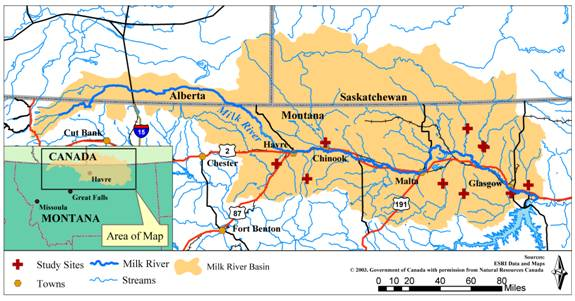 Alberta
Saskatchewan
Montana
Milk River
Cut Bank
15
Havre
2
Chester
Chinook
Malta
Glasgow
87
191
Fort Benton
CANADA
Havre
Great Falls
Missoula
MONTANA
Area of Map
Study Sites
Milk River
Milk River Basin
Towns
Streams
Sources:
ESRI Data and Maps
© 2003. Government of Canada with permission from Natural Resources Canada
0 10 20 40 60 80
Miles